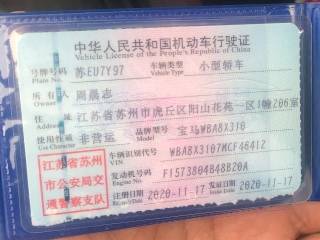 中华人民共和国机动车行驶证
Vehicle License of the People's Republic of China
号牌号码 苏EU7Y97 车辆类型 小型轿车
Plate No. Vehicle Type
所有人 周晨志
Owner
住址 江苏省苏州市虎丘区阳山花苑一区1幢206室
Address
使用性质 非营运 品牌型号 宝马WBA8X310
Use Character Model
江苏省苏州
市公安局交
通警察支队
车辆识别代号 WBA8X3107MCF46412
VIN
发动机号码 F1573804B48B20A
Engine No.
注册日期 2020-11-17 发证日期 2020-11-17